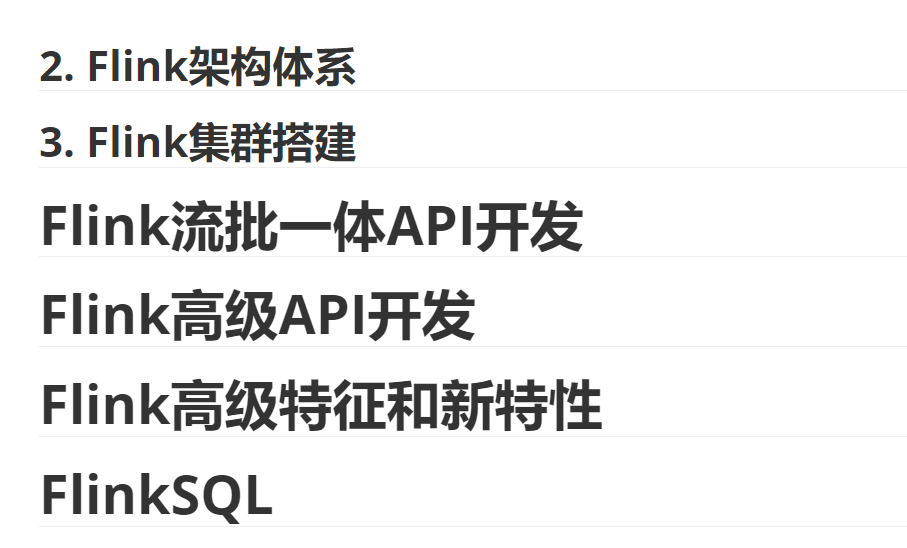 2. Flink架构体系
3. Flink集群搭建
Flink流批一体API开发
Flink高级API开发
Flink高级特征和新特性
FlinkSQL